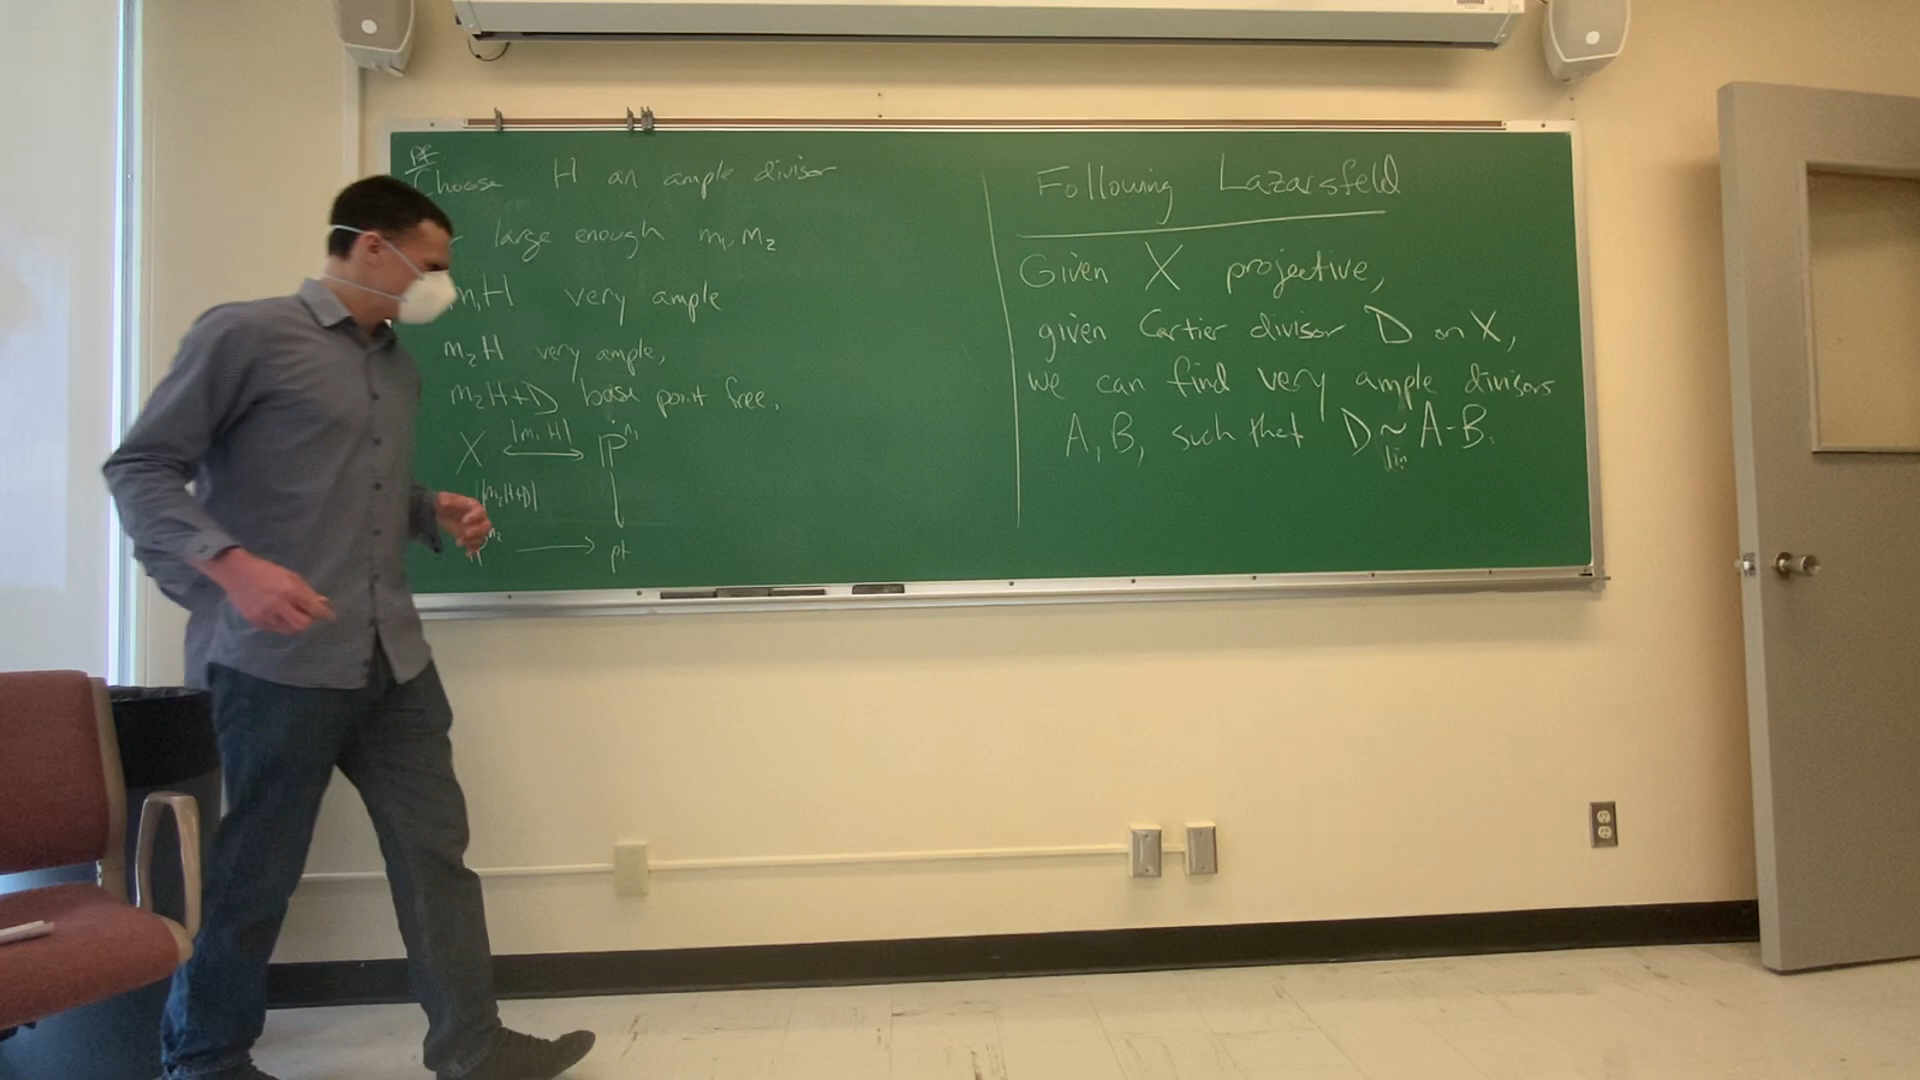 Pf
Choose H an ample divisor
large enough m₁, m₂
m₁H very ample
m₂H very ample,
m₂H+D base point free.
X |m₁H| ℙⁿ¹
|m₂H+D|
ℙⁿ² → pt
Following Lazarsfeld
Given X projective,
given Cartier divisor D on X,
we can find very ample divisors
A, B, such that D ~ A-B.
lin